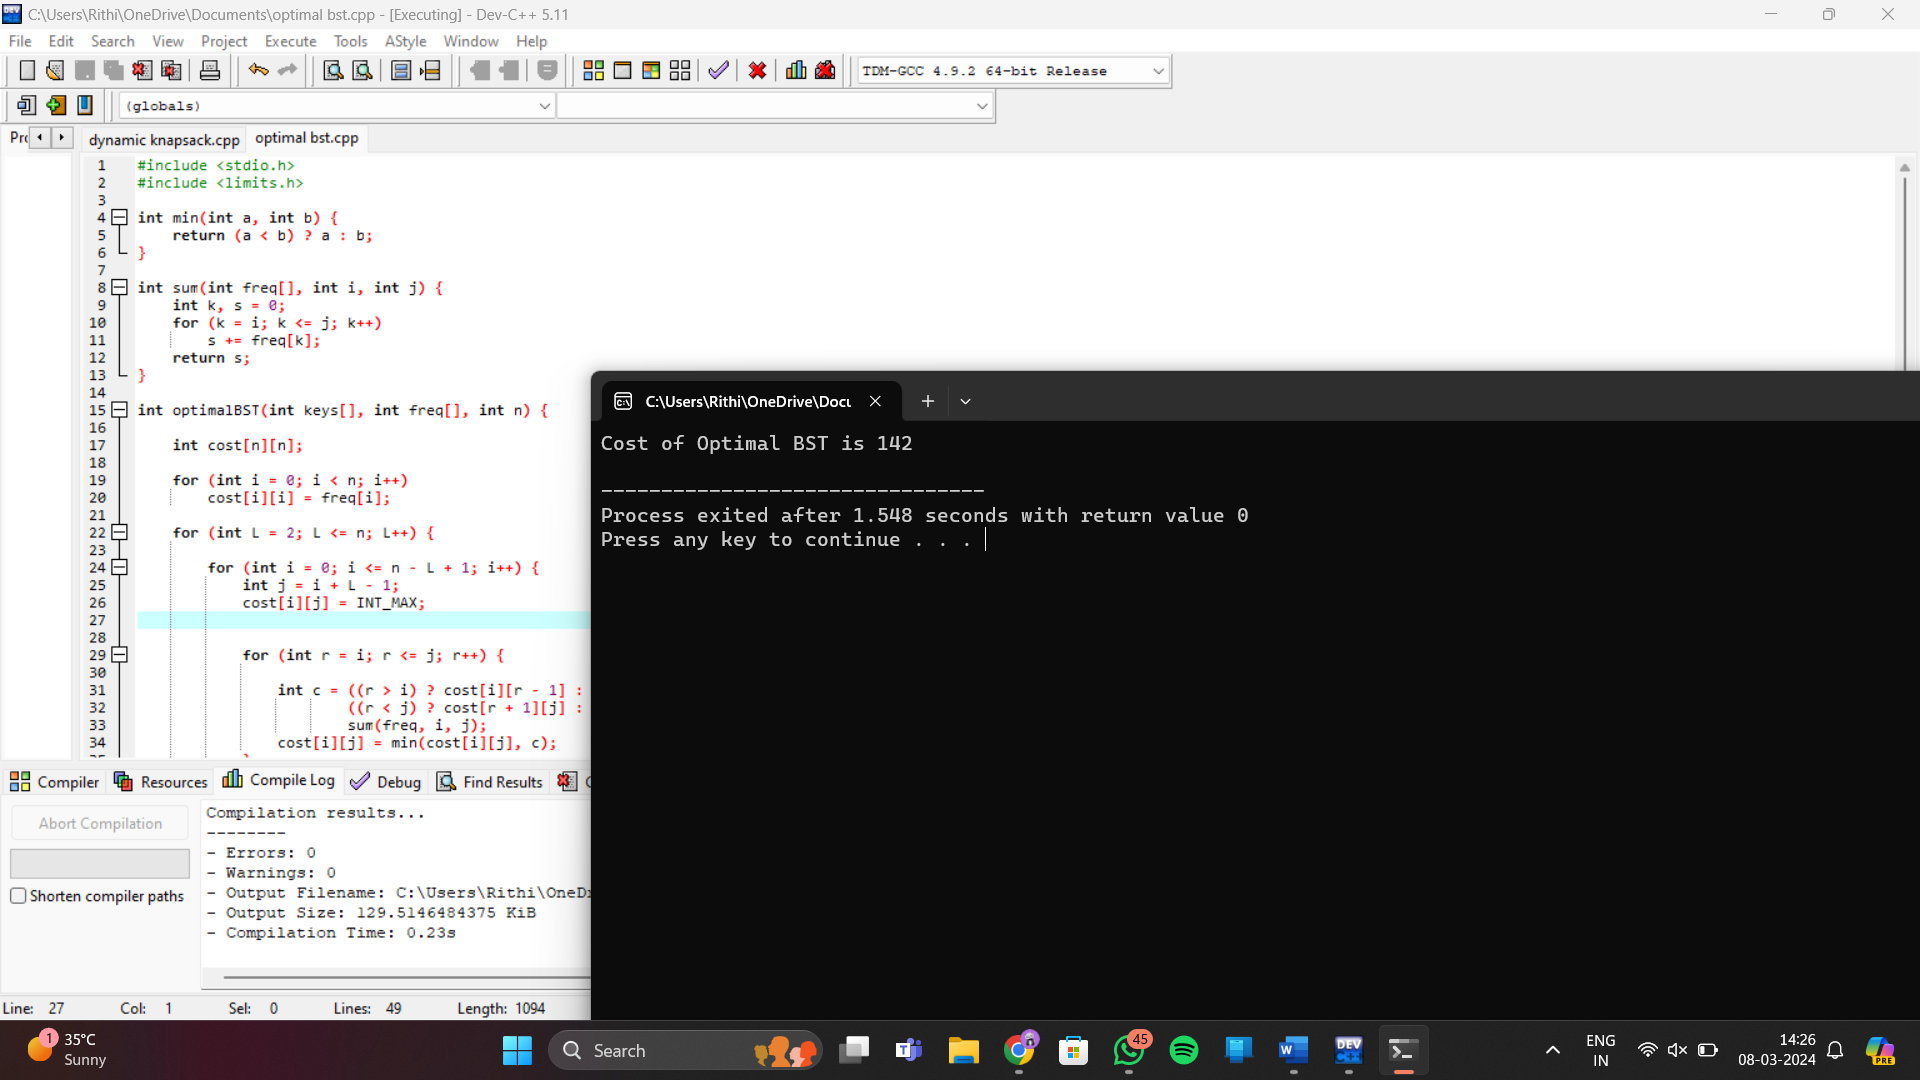 C:\Users\Rithi\OneDrive\Documents\optimal bst.cpp - [Executing] - Dev-C++ 5.11
File Edit Search View Project Execute Tools AStyle Window Help
TDM-GCC 4.9.2 64-bit Release
(globals)
dynamic knapsack.cpp optimal bst.cpp
1 #include <stdio.h>
2 #include <limits.h>
3
4 int min(int a, int b) {
5 return (a < b) ? a : b;
6 }
7
8 int sum(int freq[], int i, int j) {
9 int k, s = 0;
10 for (k = i; k <= j; k++)
11 s += freq[k];
12 return s;
13 }
14
15 int optimalBST(int keys[], int freq[], int n) {
16
17 int cost[n][n];
18
19 for (int i = 0; i < n; i++)
20 cost[i][i] = freq[i];
21
22 for (int L = 2; L <= n; L++) {
23
24 for (int i = 0; i <= n - L + 1; i++) {
25 int j = i + L - 1;
26 cost[i][j] = INT_MAX;
27
28
29 for (int r = i; r <= j; r++) {
30
31 int c = ((r > i) ? cost[i][r - 1] :
32 ((r < j) ? cost[r + 1][j] :
33 sum(freq, i, j);
34 cost[i][j] = min(cost[i][j], c);
C:\Users\Rithi\OneDrive\Docu
Cost of Optimal BST is 142
--------------------------------
Process exited after 1.548 seconds with return value 0
Press any key to continue . . .
Compiler Resources Compile Log Debug Find Results
Abort Compilation
Shorten compiler paths
Compilation results...
--------
- Errors: 0
- Warnings: 0
- Output Filename: C:\Users\Rithi\OneD
- Output Size: 129.5146484375 KiB
- Compilation Time: 0.23s
Line: 27 Col: 1 Sel: 0 Lines: 49 Length: 1094
1
35°C
Sunny
Search
45
DEV
C++
ENG
IN
14:26
08-03-2024
PRE